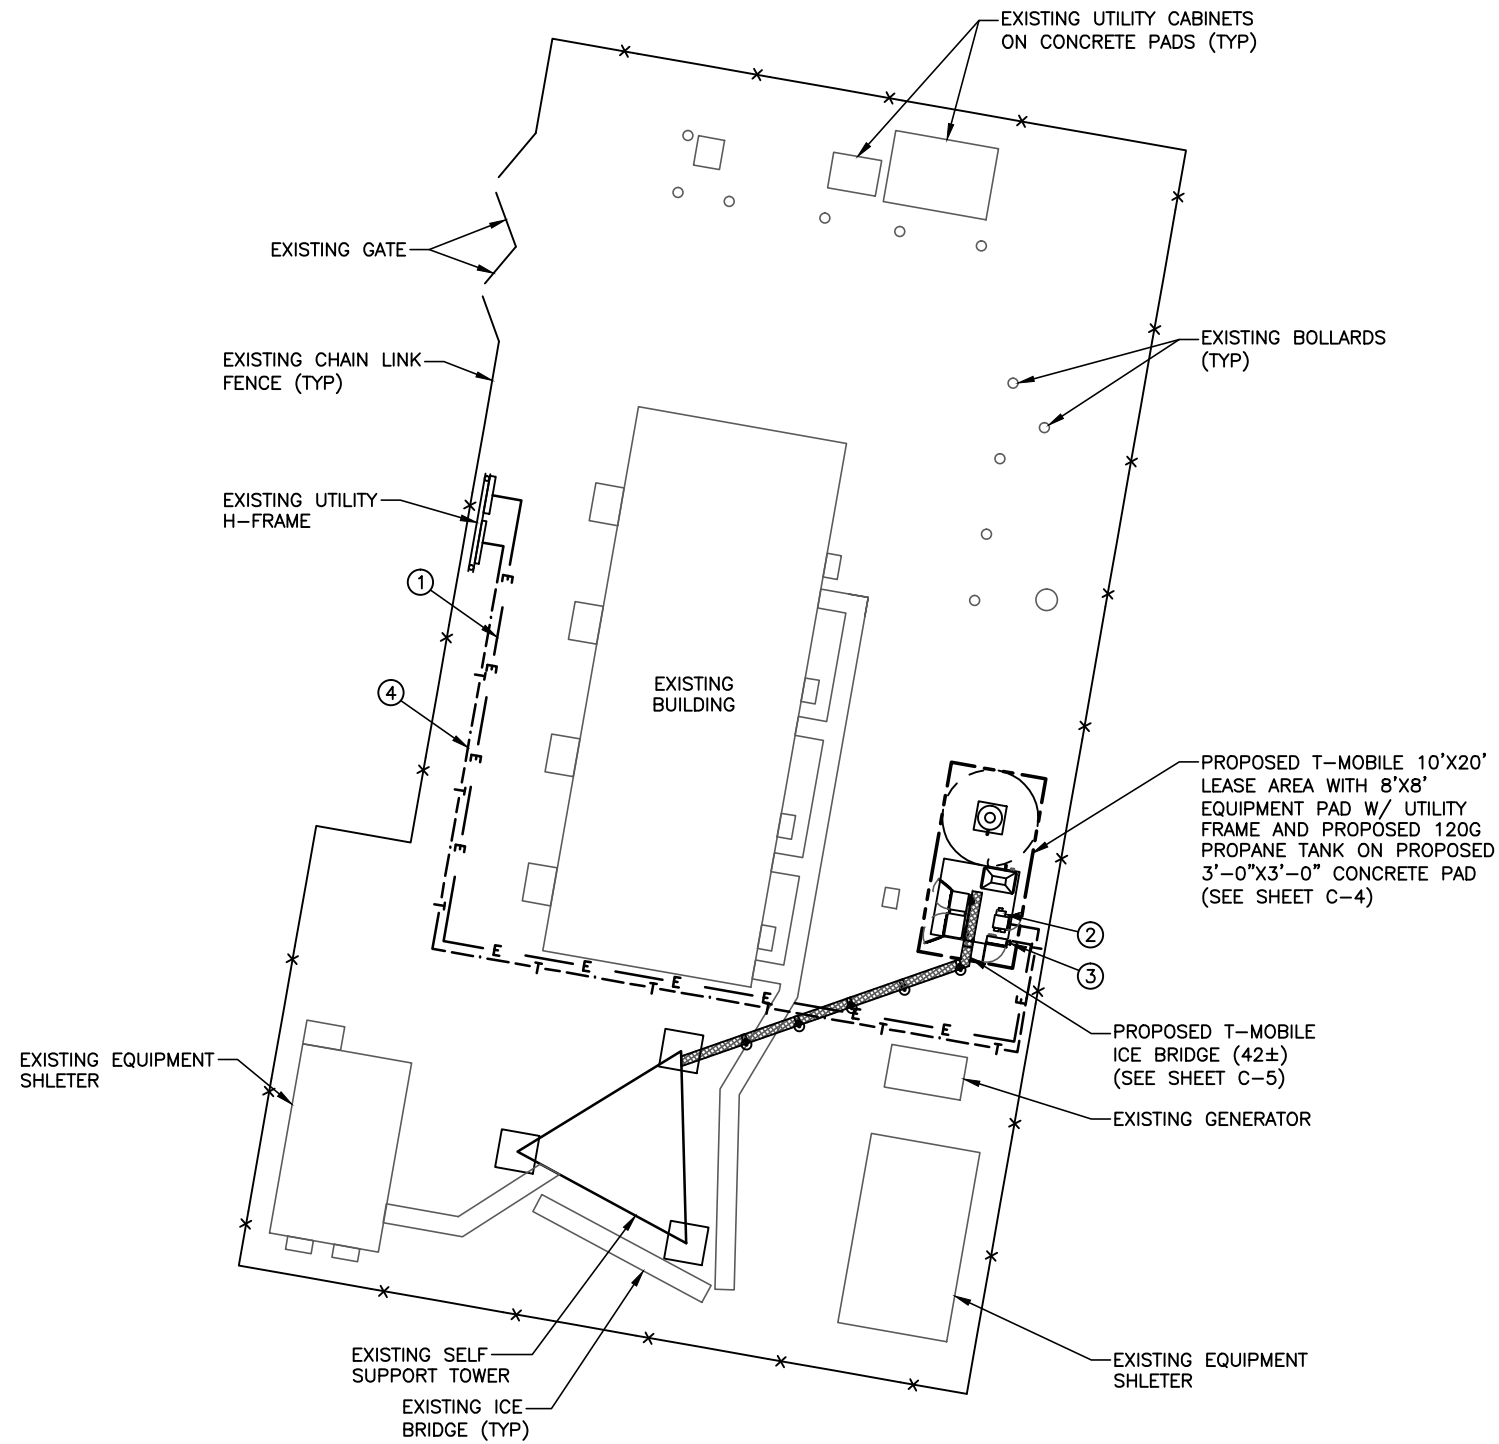 EXISTING UTILITY CABINETS
ON CONCRETE PADS (TYP)
EXISTING GATE
EXISTING BOLLARDS
(TYP)
EXISTING CHAIN LINK
FENCE (TYP)
EXISTING UTILITY
H-FRAME
E
1
E
T
EXISTING
BUILDING
4
E
T
E
PROPOSED T-MOBILE 10'X20'
LEASE AREA WITH 8'X8'
EQUIPMENT PAD W/ UTILITY
FRAME AND PROPOSED 120G
PROPANE TANK ON PROPOSED
3'-0"X3'-0" CONCRETE PAD
(SEE SHEET C-4)
T
2
3
E
E
E
E
E
E
E
T
T
T
T
T
PROPOSED T-MOBILE
ICE BRIDGE (42±)
(SEE SHEET C-5)
EXISTING EQUIPMENT
SHLETER
EXISTING GENERATOR
EXISTING SELF
SUPPORT TOWER
EXISTING ICE
BRIDGE (TYP)
EXISTING EQUIPMENT
SHLETER